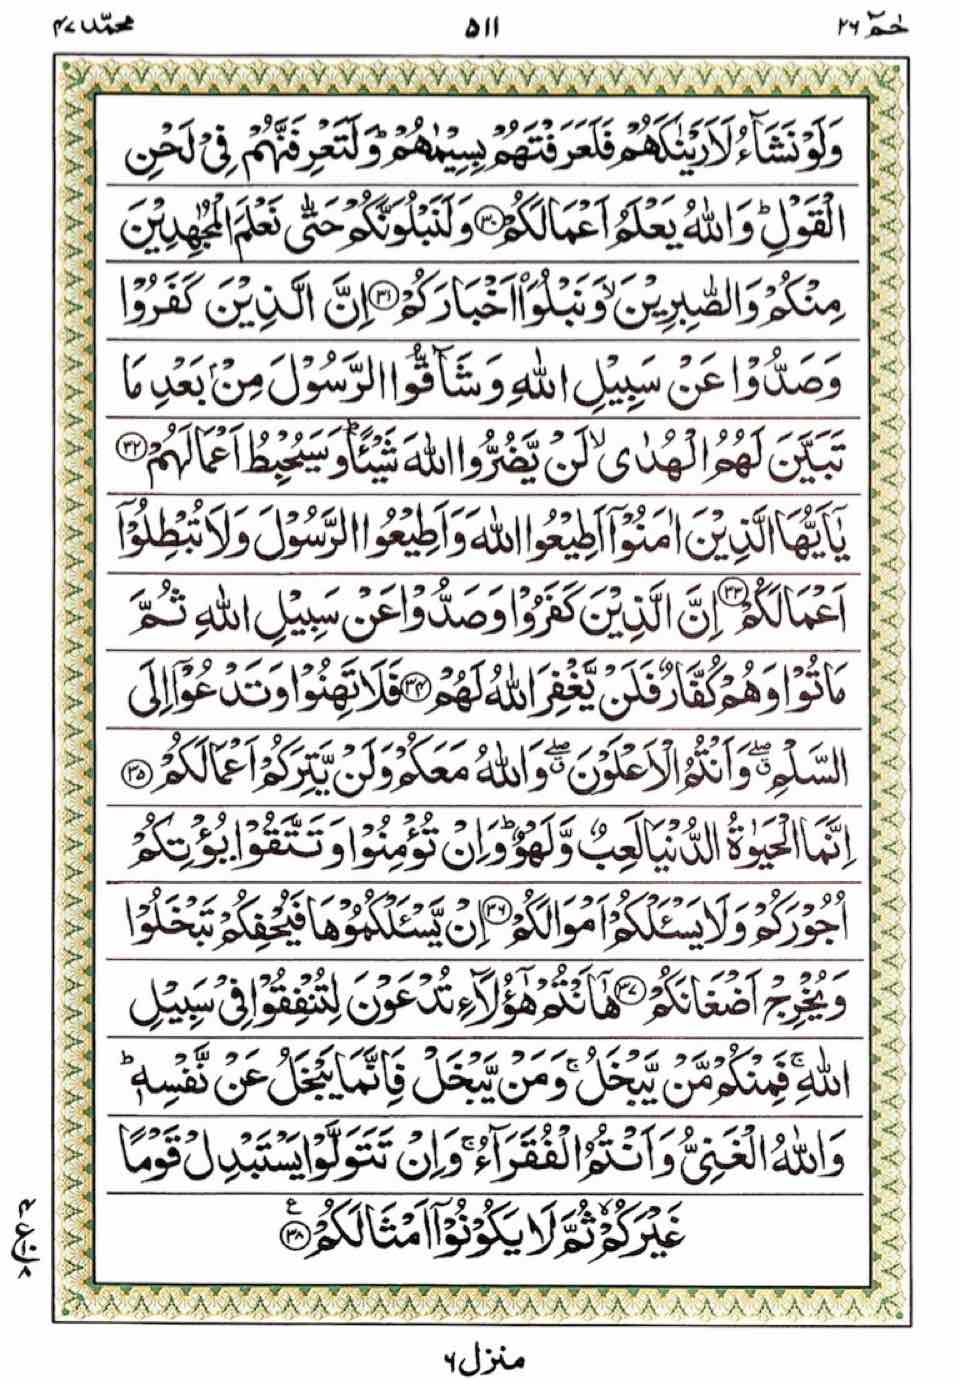 حٰمٓ ٢٦
٥١١
محمّد ٤٧
وَلَوْ نَشَآءُ لَاَرَيْنٰكَهُمْ فَلَعَرَفْتَهُمْ بِسِيْمٰهُمْ ؕ وَلَتَعْرِفَنَّهُمْ فِيْ لَحْنِ
الْقَوْلِ ؕ وَاللّٰهُ يَعْلَمُ اَعْمَالَكُمْ ﴿٣٠﴾ وَلَنَبْلُوَنَّكُمْ حَتّٰى نَعْلَمَ الْمُجٰهِدِيْنَ
مِنْكُمْ وَالصّٰبِرِيْنَ ۙ وَنَبْلُوَا۟ اَخْبَارَكُمْ ﴿٣١﴾ اِنَّ الَّذِيْنَ كَفَرُوْا
وَصَدُّوْا عَنْ سَبِيْلِ اللّٰهِ وَشَآقُّوا الرَّسُوْلَ مِنْۢ بَعْدِ مَا
تَبَيَّنَ لَهُمُ الْهُدٰى ۙ لَنْ يَّضُرُّوا اللّٰهَ شَيْـًٔا ؕ وَسَيُحْبِطُ اَعْمَالَهُمْ ﴿٣٢﴾
يٰۤاَيُّهَا الَّذِيْنَ اٰمَنُوْۤا اَطِيْعُوا اللّٰهَ وَاَطِيْعُوا الرَّسُوْلَ وَلَا تُبْطِلُوْۤا
اَعْمَالَكُمْ ﴿٣٣﴾ اِنَّ الَّذِيْنَ كَفَرُوْا وَصَدُّوْا عَنْ سَبِيْلِ اللّٰهِ ثُمَّ
مَاتُوْا وَهُمْ كُفَّارٌ فَلَنْ يَّغْفِرَ اللّٰهُ لَهُمْ ﴿٣٤﴾ فَلَا تَهِنُوْا وَتَدْعُوْۤا اِلَى
السَّلْمِ ۖ وَاَنْتُمُ الْاَعْلَوْنَ ۖ وَاللّٰهُ مَعَكُمْ وَلَنْ يَّتِرَكُمْ اَعْمَالَكُمْ ﴿٣٥﴾
اِنَّمَا الْحَيٰوةُ الدُّنْيَا لَعِبٌ وَّلَهْوٌ ؕ وَاِنْ تُؤْمِنُوْا وَتَتَّقُوْا يُؤْتِكُمْ
اُجُوْرَكُمْ وَلَا يَسْـَٔلْكُمْ اَمْوَالَكُمْ ﴿٣٦﴾ اِنْ يَّسْـَٔلْكُمُوْهَا فَيُحْفِكُمْ تَبْخَلُوْا
وَيُخْرِجْ اَضْغَانَكُمْ ﴿٣٧﴾ هٰۤاَنْتُمْ هٰۤؤُلَآءِ تُدْعَوْنَ لِتُنْفِقُوْا فِيْ سَبِيْلِ
اللّٰهِ ۚ فَمِنْكُمْ مَّنْ يَّبْخَلُ ۚ وَمَنْ يَّبْخَلْ فَاِنَّمَا يَبْخَلُ عَنْ نَّفْسِهٖ ؕ
وَاللّٰهُ الْغَنِيُّ وَاَنْتُمُ الْفُقَرَآءُ ۚ وَاِنْ تَتَوَلَّوْا يَسْتَبْدِلْ قَوْمًا
غَيْرَكُمْ ۙ ثُمَّ لَا يَكُوْنُوْۤا اَمْثَالَكُمْ ﴿٣٨﴾
ع
منزل ٦